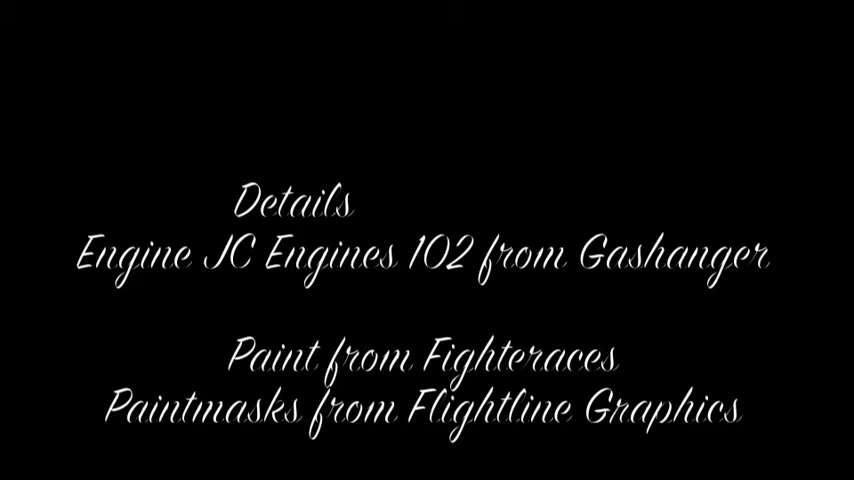 Details
Engine JC Engines 102 from Gashanger
Paint from Fighteraces
Paintmasks from Flightline Graphics